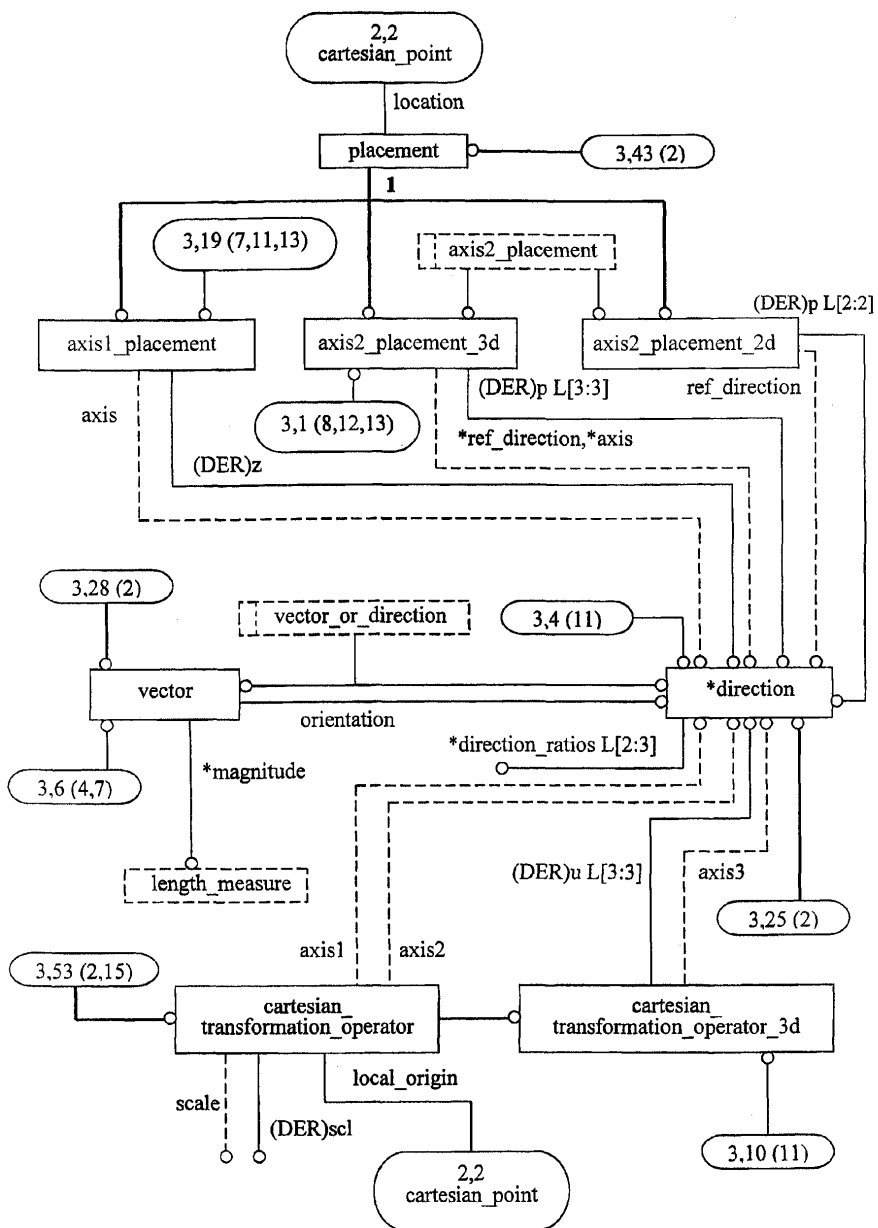 2,2
cartesian_point
location
placement
3,43 (2)
1
3,19 (7,11,13)
axis2_placement
(DER)p L[2:2]
axis1_placement
axis2_placement_3d
axis2_placement_2d
axis
3,1 (8,12,13)
(DER)p L[3:3]
ref_direction
*ref_direction,*axis
(DER)z
3,28 (2)
vector_or_direction
3,4 (11)
vector
*direction
orientation
3,6 (4,7)
*magnitude
*direction_ratios L[2:3]
length_measure
(DER)u L[3:3]
axis3
3,25 (2)
axis1
axis2
3,53 (2,15)
cartesian_
transformation_operator
cartesian_
transformation_operator_3d
local_origin
scale
(DER)scl
3,10 (11)
2,2
cartesian_point